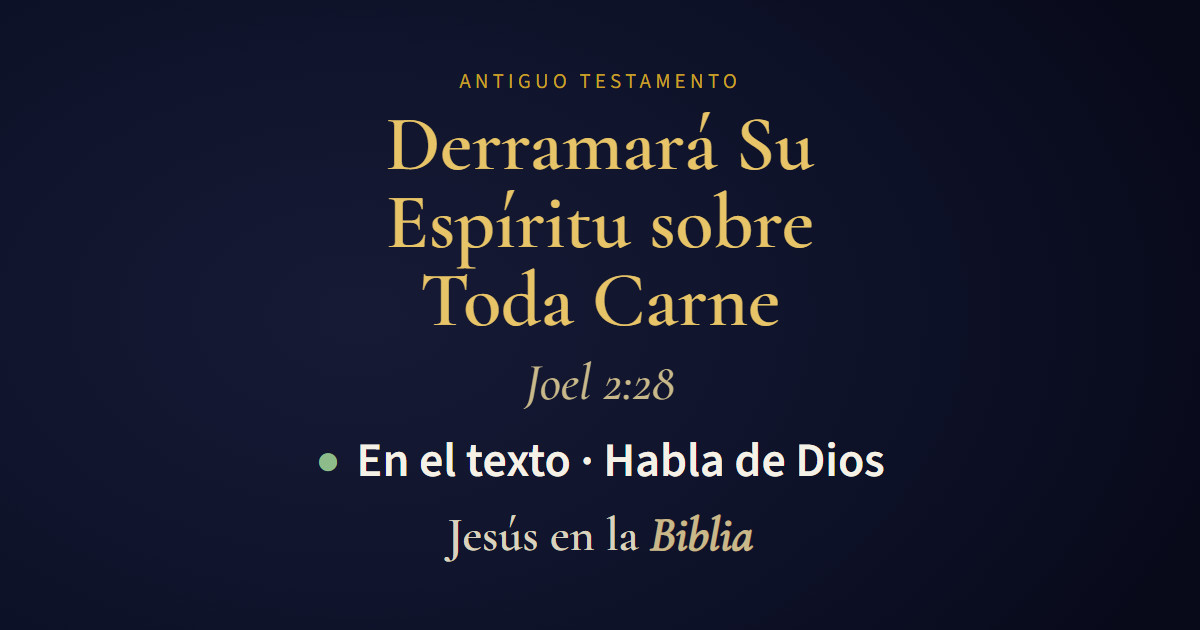 ANTIGUO TESTAMENTO
Derramará Su
Espíritu sobre
Toda Carne
Joel 2:28
En el texto · Habla de Dios
Jesús en la Biblia